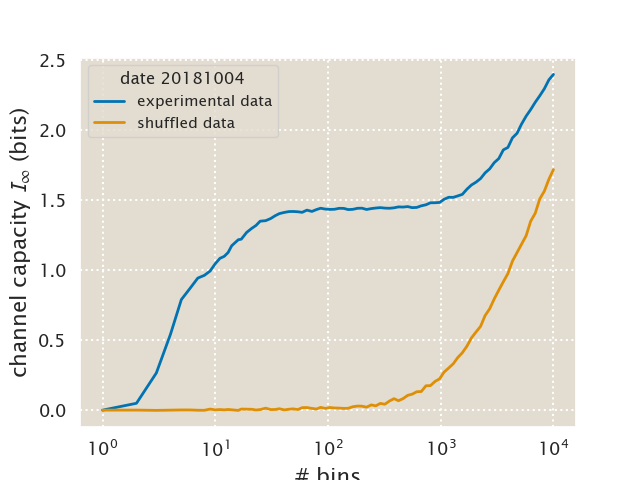 date 20181004
experimental data
shuffled data
channel capacity I∞ (bits)
2.5
2.0
1.5
1.0
0.5
0.0
10⁰ 10¹ 10² 10³ 10⁴
# bins